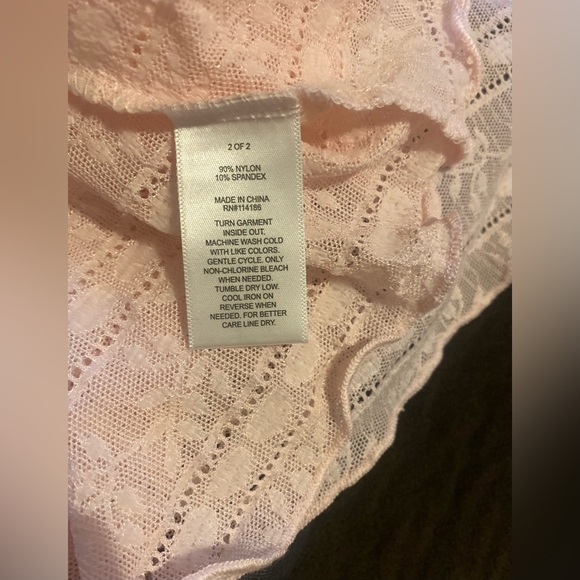 2 OF 2
90% NYLON
10% SPANDEX
MADE IN CHINA
RN#114186
TURN GARMENT
INSIDE OUT.
MACHINE WASH COLD
WITH LIKE COLORS.
GENTLE CYCLE. ONLY
NON-CHLORINE BLEACH
WHEN NEEDED.
TUMBLE DRY LOW.
COOL IRON ON
REVERSE WHEN
NEEDED. FOR BETTER
CARE LINE DRY.